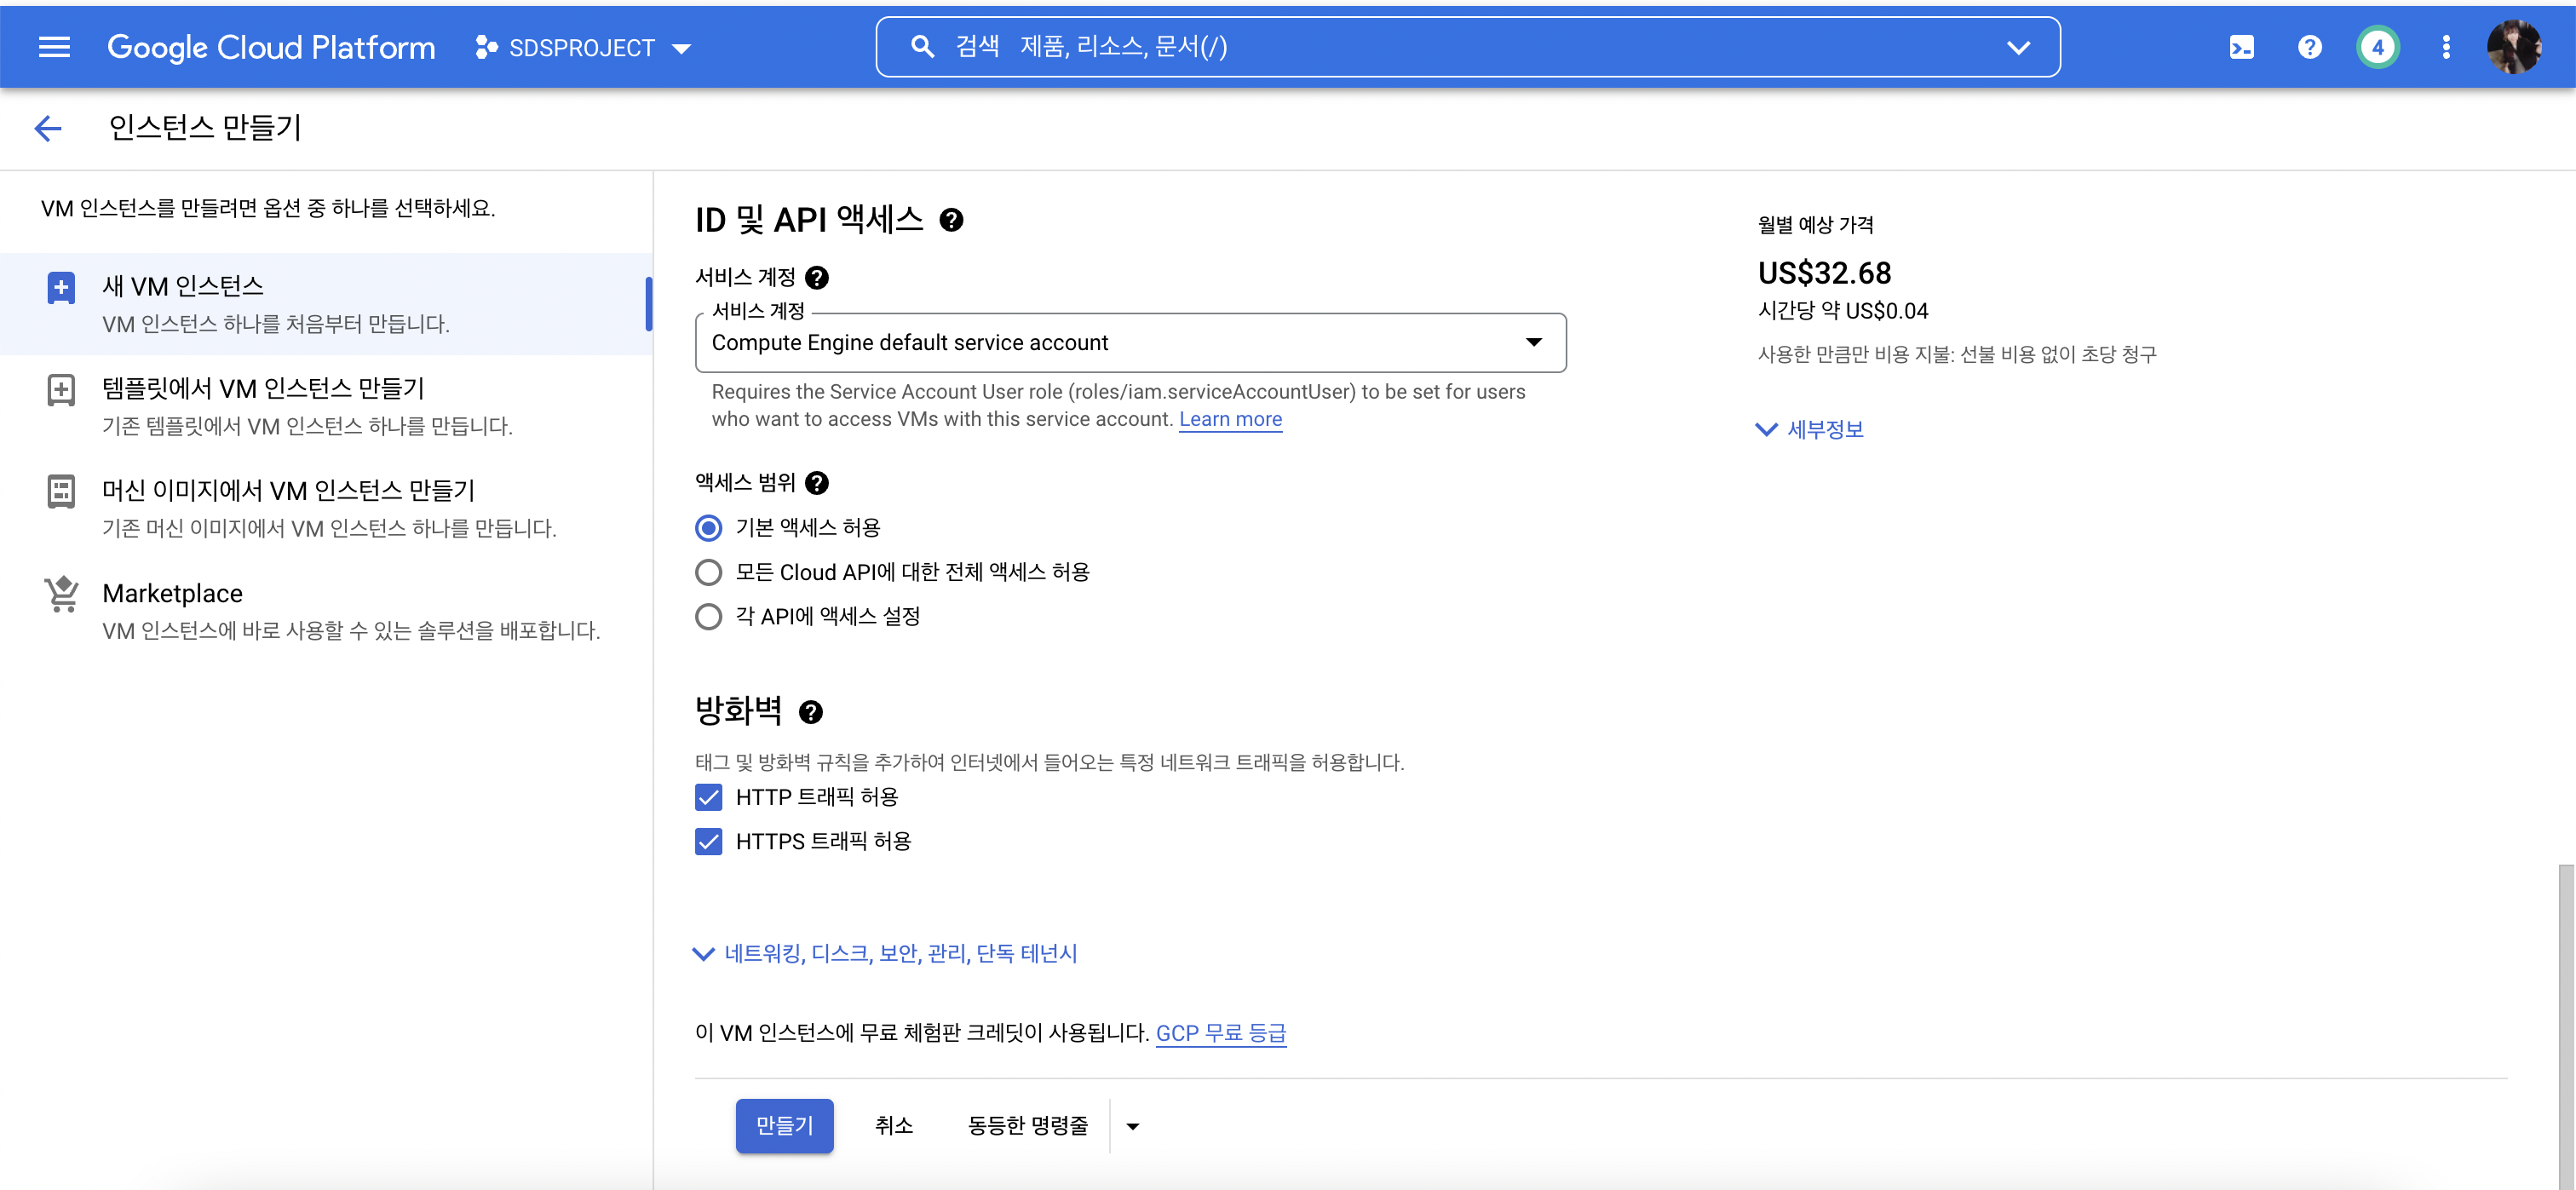 Google Cloud Platform
SDSPROJECT
검색 제품, 리소스, 문서(/)
4
인스턴스 만들기
VM 인스턴스를 만들려면 옵션 중 하나를 선택하세요.
새 VM 인스턴스
VM 인스턴스 하나를 처음부터 만듭니다.
템플릿에서 VM 인스턴스 만들기
기존 템플릿에서 VM 인스턴스 하나를 만듭니다.
머신 이미지에서 VM 인스턴스 만들기
기존 머신 이미지에서 VM 인스턴스 하나를 만듭니다.
Marketplace
VM 인스턴스에 바로 사용할 수 있는 솔루션을 배포합니다.
ID 및 API 액세스
서비스 계정
서비스 계정
Compute Engine default service account
Requires the Service Account User role (roles/iam.serviceAccountUser) to be set for users
who want to access VMs with this service account. Learn more
액세스 범위
기본 액세스 허용
모든 Cloud API에 대한 전체 액세스 허용
각 API에 액세스 설정
방화벽
태그 및 방화벽 규칙을 추가하여 인터넷에서 들어오는 특정 네트워크 트래픽을 허용합니다.
HTTP 트래픽 허용
HTTPS 트래픽 허용
네트워킹, 디스크, 보안, 관리, 단독 테넌시
이 VM 인스턴스에 무료 체험판 크레딧이 사용됩니다. GCP 무료 등급
만들기
취소
동등한 명령줄
월별 예상 가격
US$32.68
시간당 약 US$0.04
사용한 만큼만 비용 지불: 선불 비용 없이 초당 청구
세부정보